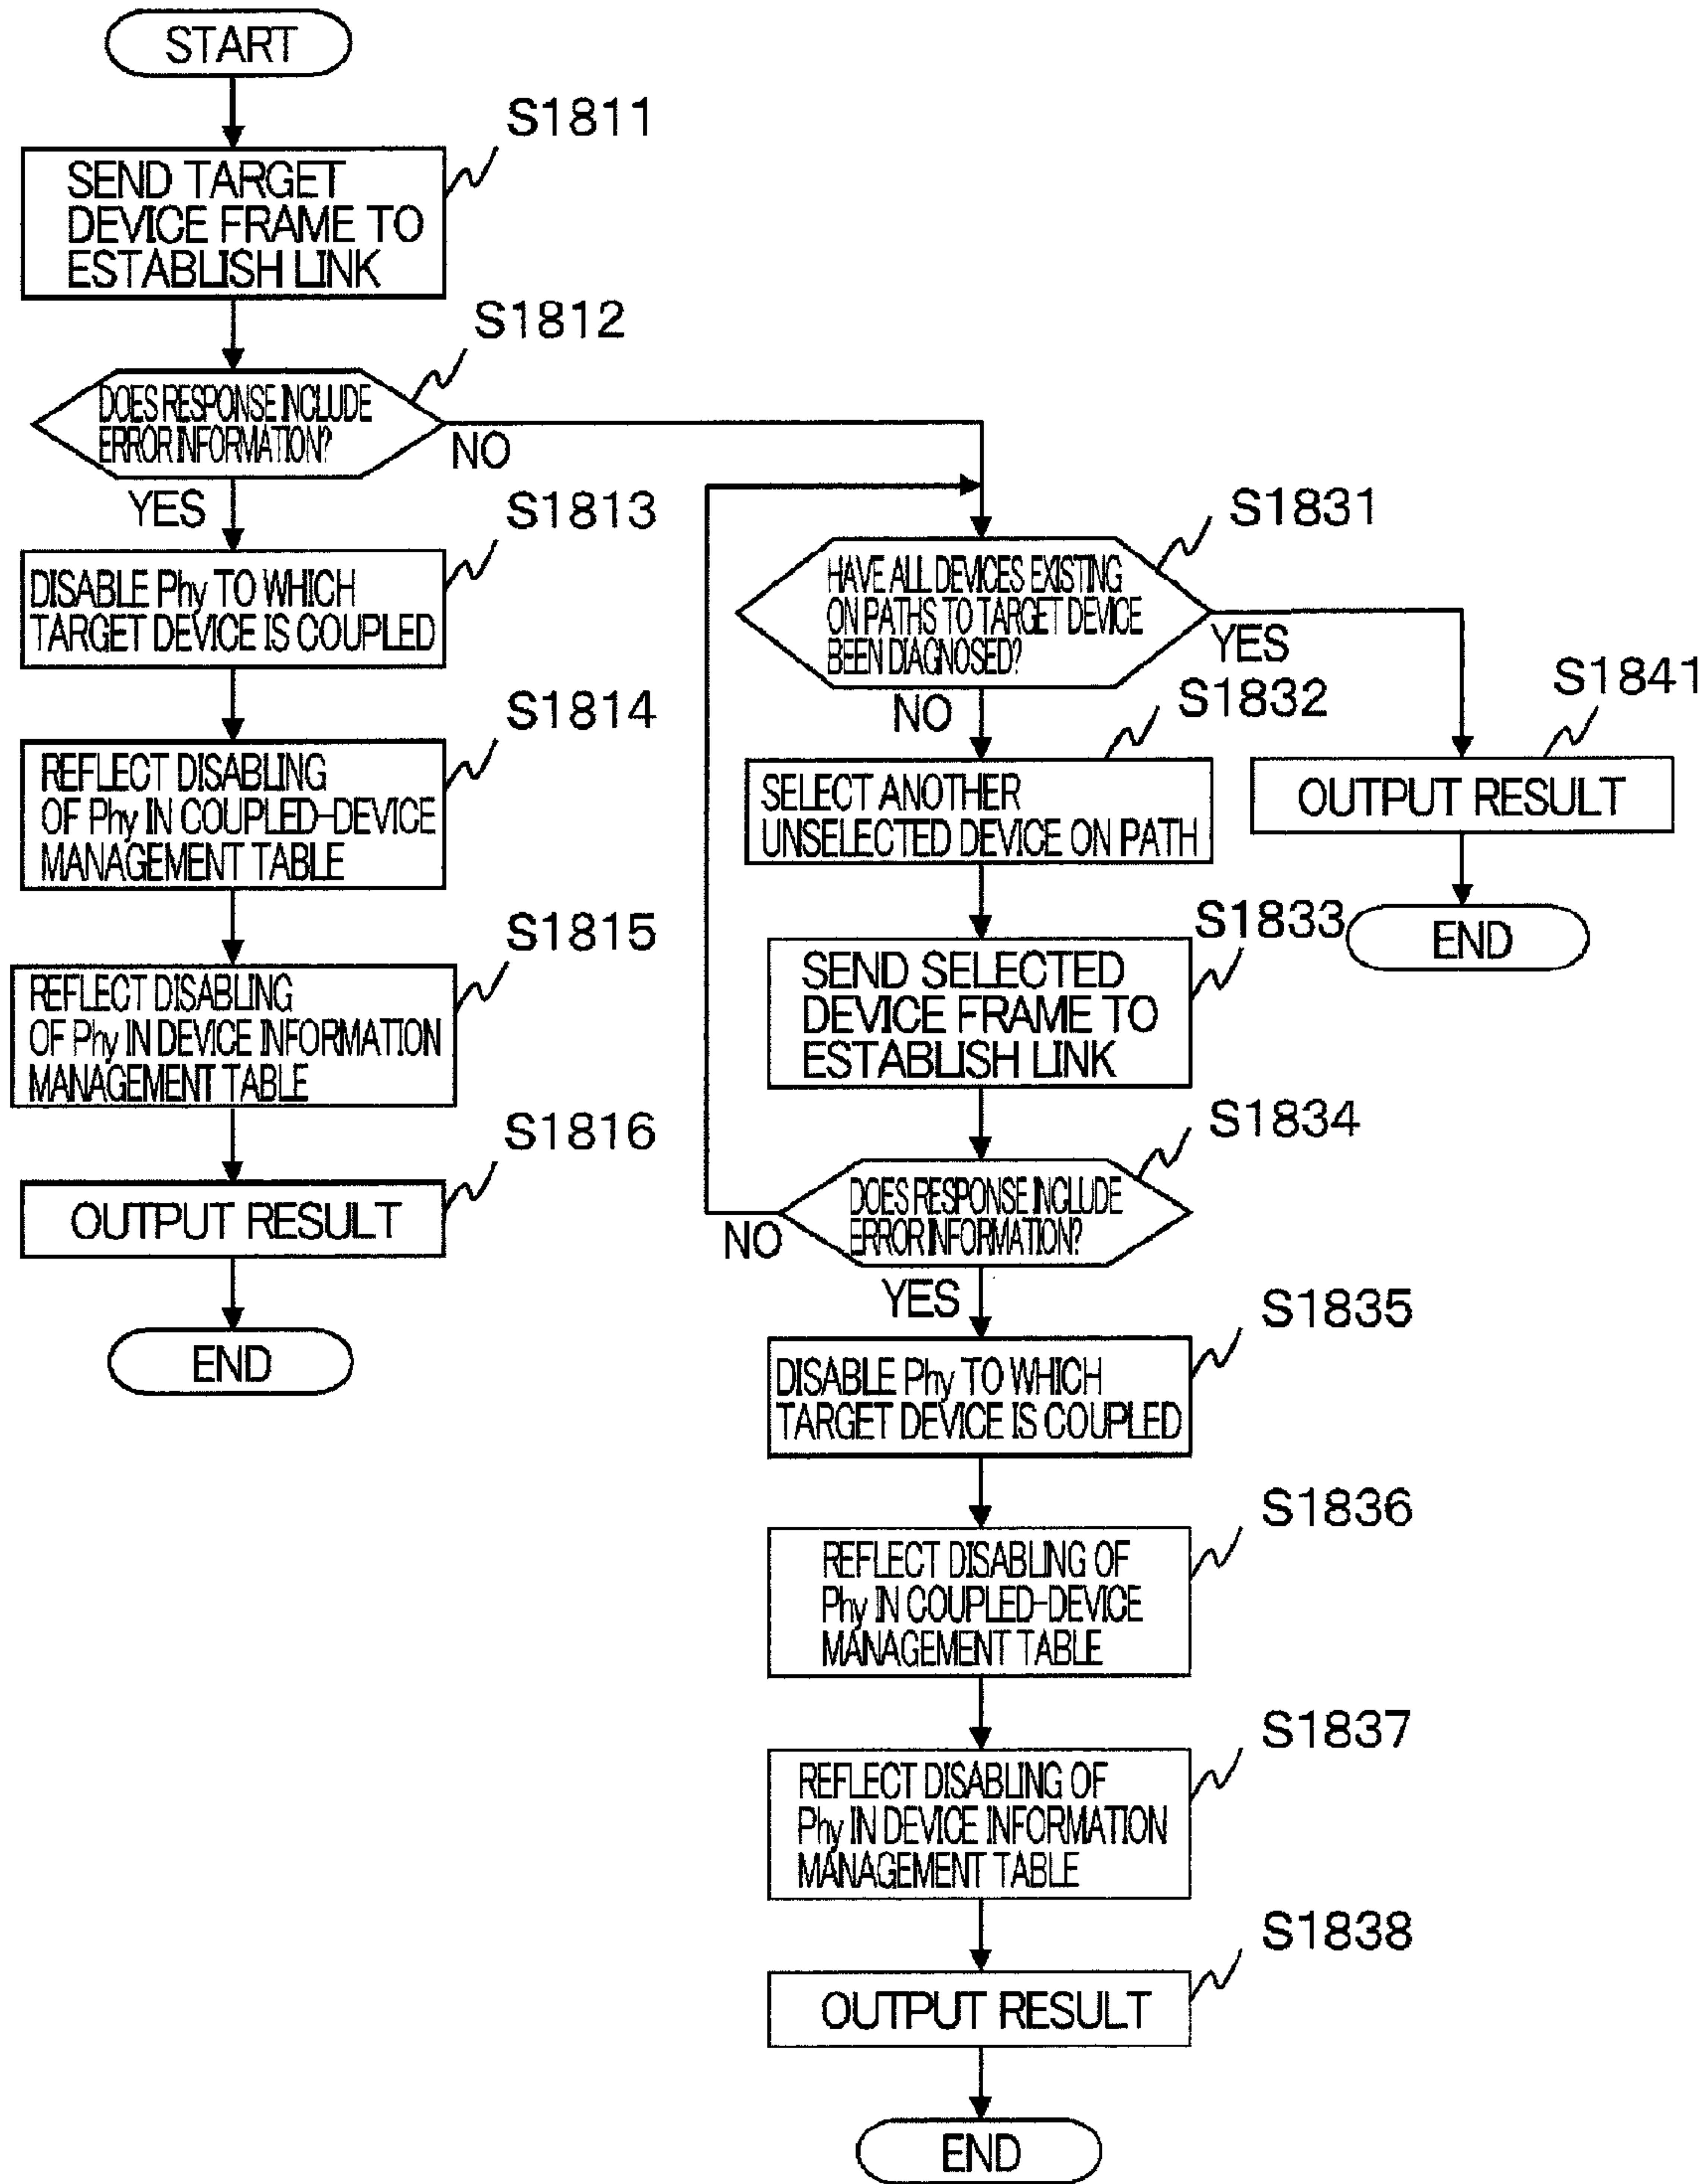 START
S1811
SEND TARGET
DEVICE FRAME TO
ESTABLISH LINK
S1812
DOES RESPONSE INCLUDE
ERROR INFORMATION?
NO
YES
S1813
DISABLE Phy TO WHICH
TARGET DEVICE IS COUPLED
S1814
REFLECT DISABLING
OF Phy IN COUPLED-DEVICE
MANAGEMENT TABLE
S1815
REFLECT DISABLING
OF Phy IN DEVICE INFORMATION
MANAGEMENT TABLE
S1816
OUTPUT RESULT
END
S1831
HAVE ALL DEVICES EXISTING
ON PATHS TO TARGET DEVICE
BEEN DIAGNOSED?
YES
NO
S1832
SELECT ANOTHER
UNSELECTED DEVICE ON PATH
S1841
OUTPUT RESULT
END
S1833
SEND SELECTED
DEVICE FRAME TO
ESTABLISH LINK
S1834
DOES RESPONSE INCLUDE
ERROR INFORMATION?
NO
YES
S1835
DISABLE Phy TO WHICH
TARGET DEVICE IS COUPLED
S1836
REFLECT DISABLING OF
Phy IN COUPLED-DEVICE
MANAGEMENT TABLE
S1837
REFLECT DISABLING OF
Phy IN DEVICE INFORMATION
MANAGEMENT TABLE
S1838
OUTPUT RESULT
END